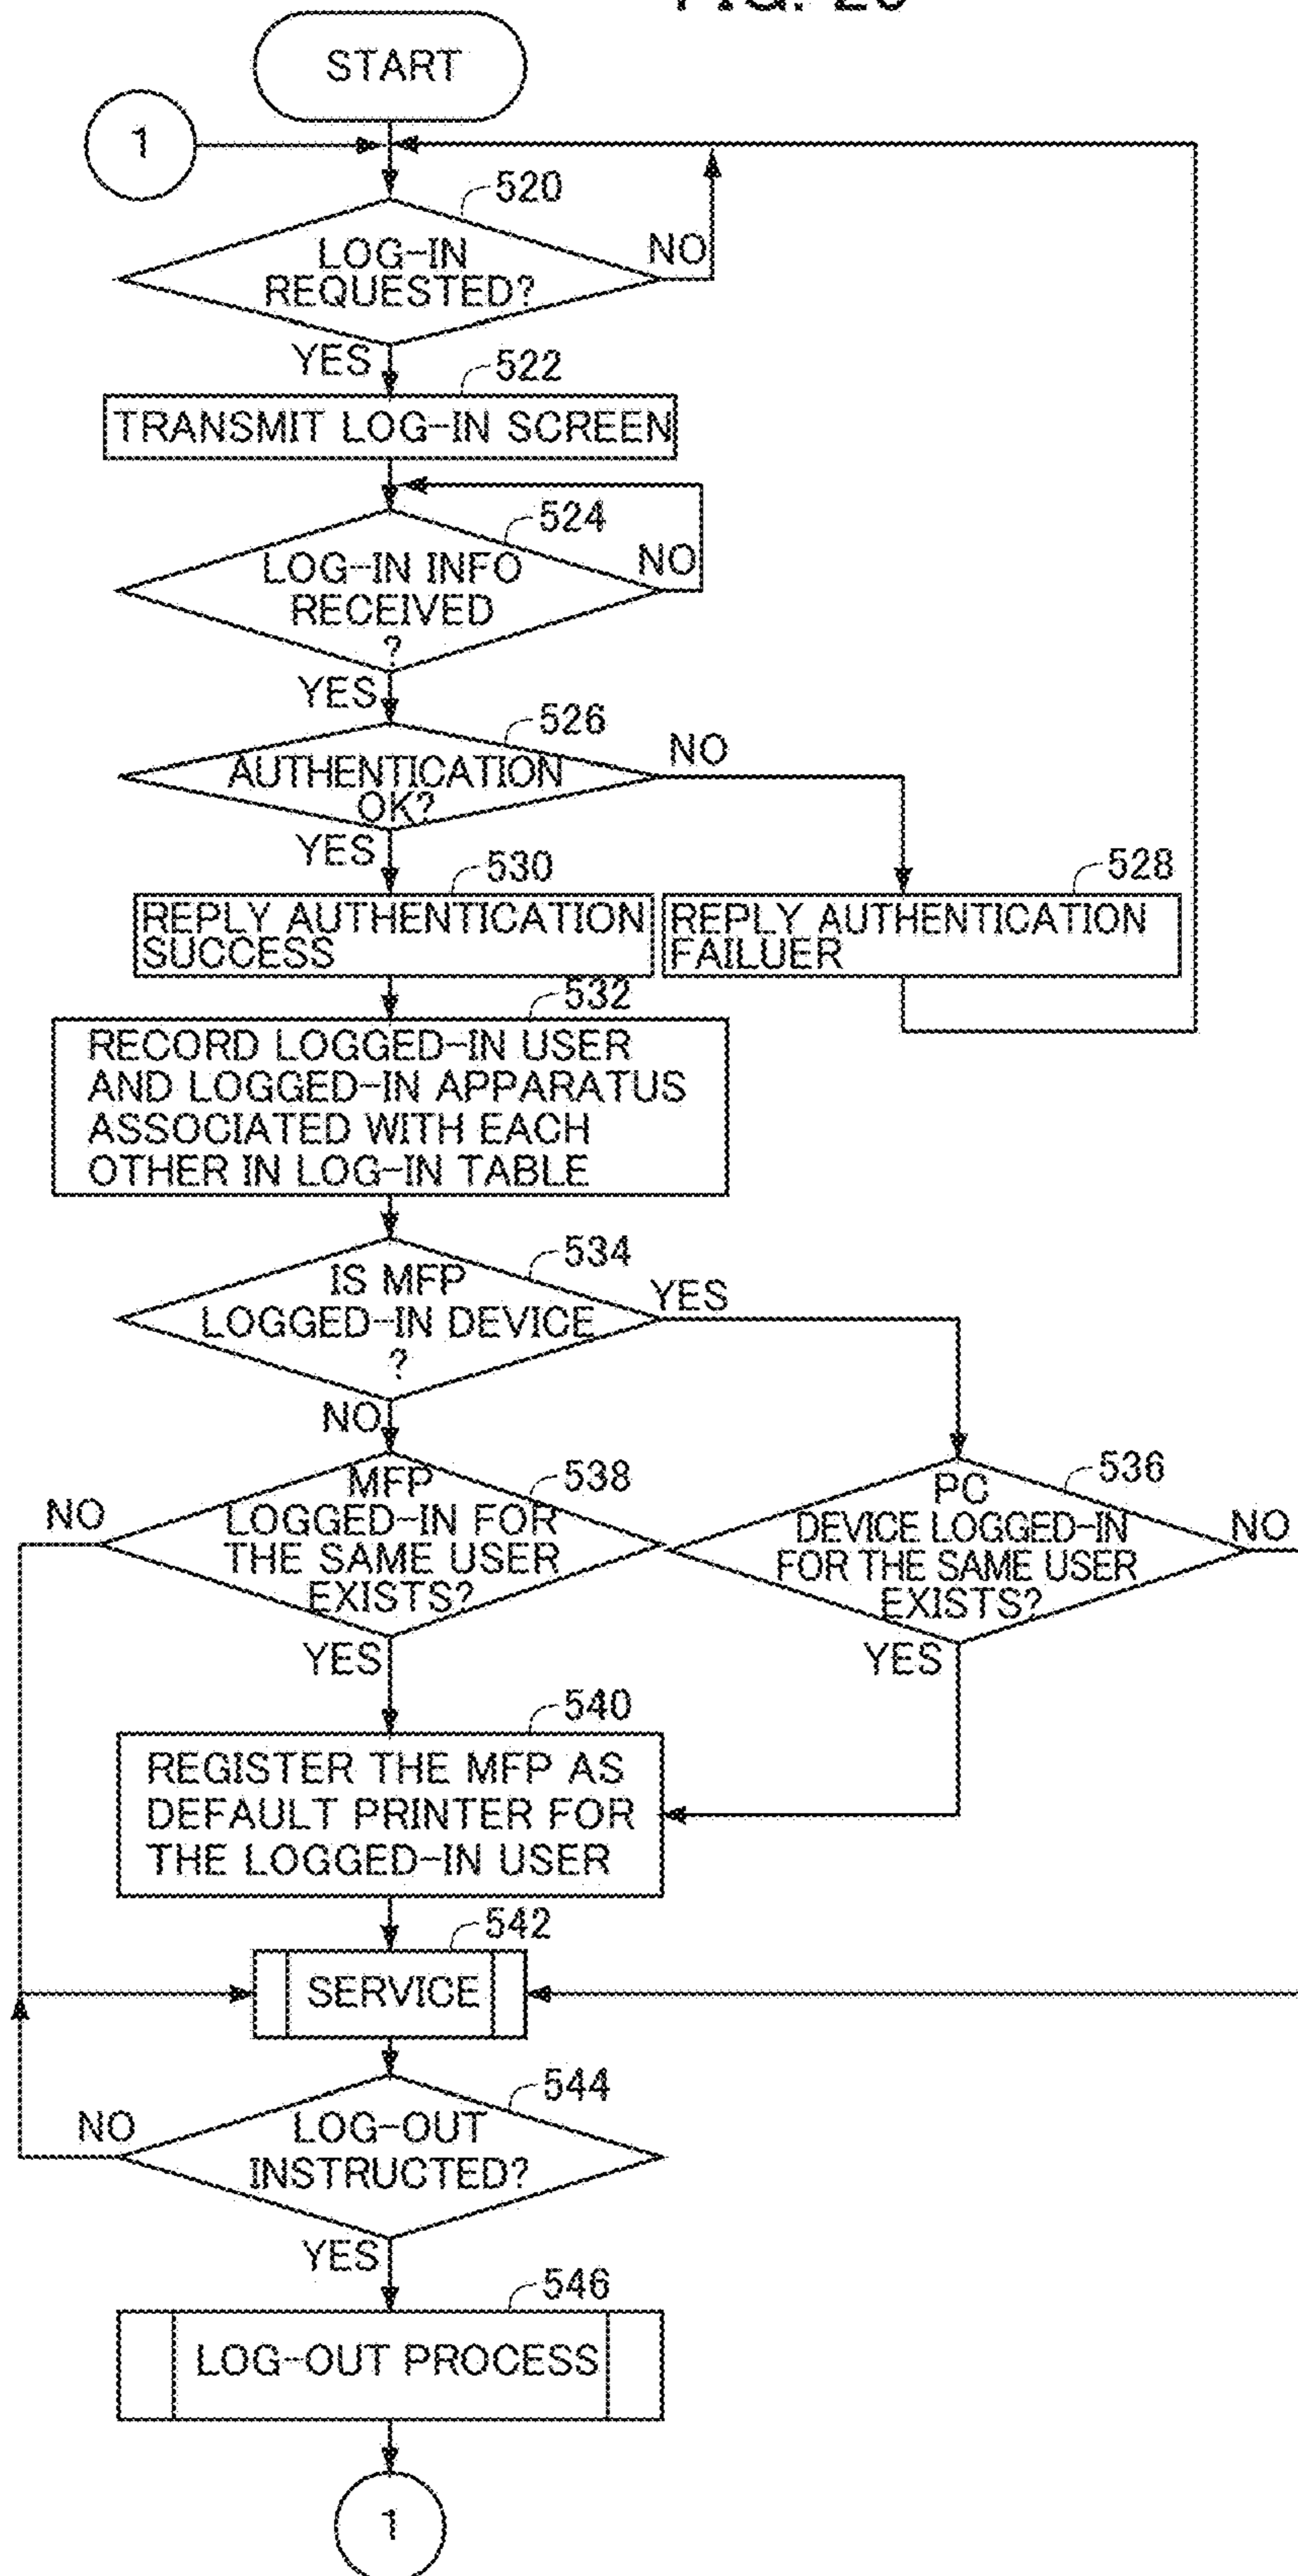 START
1
520
LOG-IN
REQUESTED?
NO
YES
522
TRANSMIT LOG-IN SCREEN
524
LOG-IN INFO
RECEIVED
?
NO
YES
526
AUTHENTICATION
OK?
NO
YES
530
REPLY AUTHENTICATION
SUCCESS
528
REPLY AUTHENTICATION
FAILUER
532
RECORD LOGGED-IN USER
AND LOGGED-IN APPARATUS
ASSOCIATED WITH EACH
OTHER IN LOG-IN TABLE
534
IS MFP
LOGGED-IN DEVICE
?
YES
NO
538
MFP
LOGGED-IN FOR
THE SAME USER
EXISTS?
NO
YES
536
PC
DEVICE LOGGED-IN
FOR THE SAME USER
EXISTS?
NO
YES
540
REGISTER THE MFP AS
DEFAULT PRINTER FOR
THE LOGGED-IN USER
542
SERVICE
544
LOG-OUT
INSTRUCTED?
NO
YES
546
LOG-OUT PROCESS
1